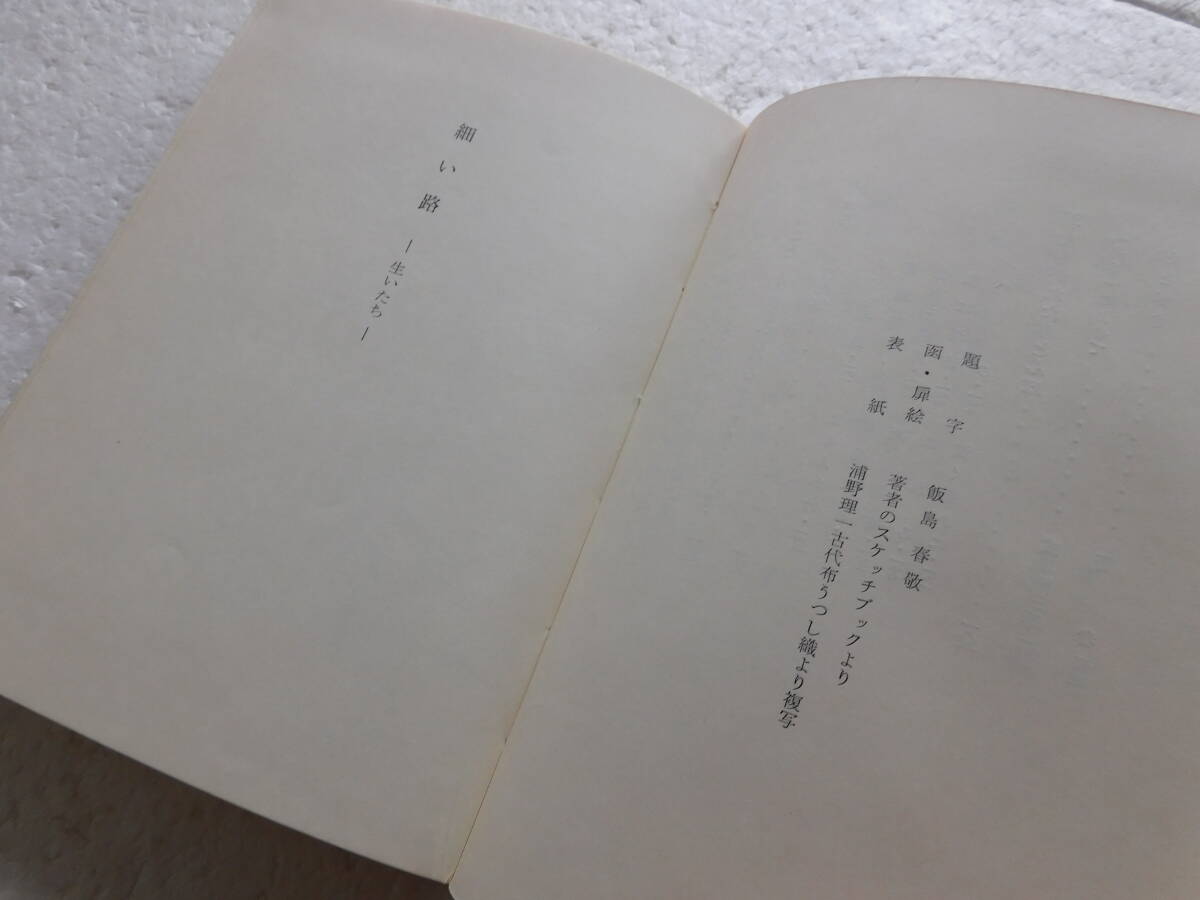 題字 飯島春敬
函・扉絵 著者のスケッチブックより
表紙 浦野理一古代布うつし織より複写
細い路 ―生いたち―